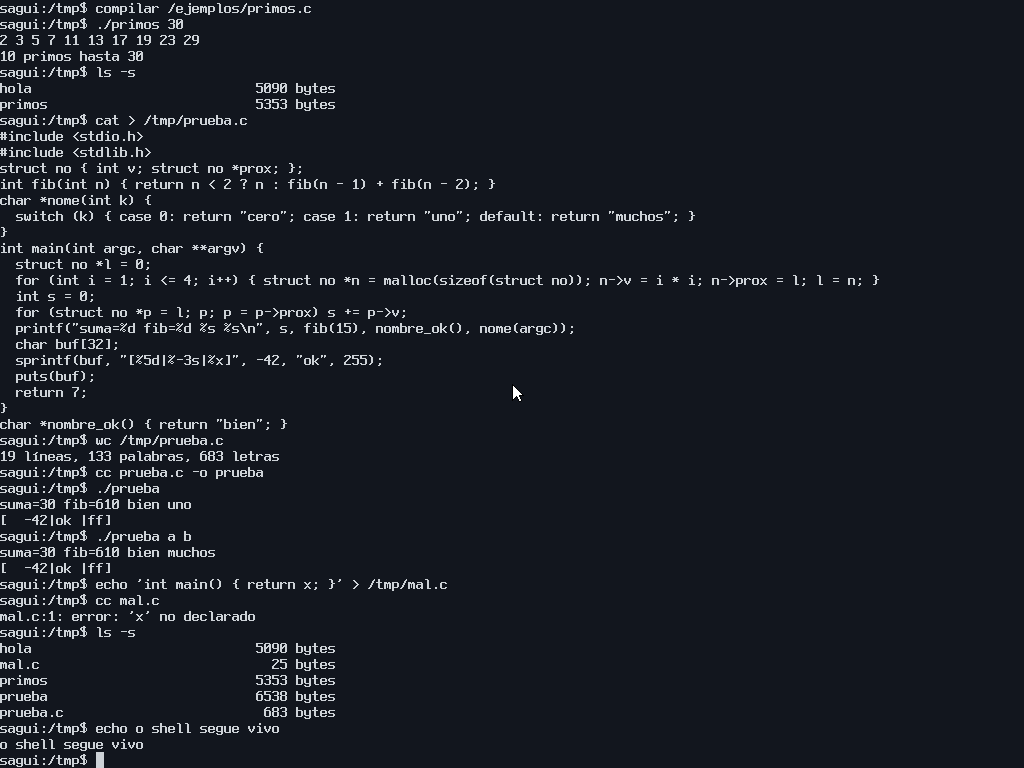 sagui:/tmp$ compilar /ejemplos/primos.c
sagui:/tmp$ ./primos 30
2 3 5 7 11 13 17 19 23 29
10 primos hasta 30
sagui:/tmp$ ls -s
hola                            5090 bytes
primos                          5353 bytes
sagui:/tmp$ cat > /tmp/prueba.c
#include <stdio.h>
#include <stdlib.h>
struct no { int v; struct no *prox; };
int fib(int n) { return n < 2 ? n : fib(n - 1) + fib(n - 2); }
char *nome(int k) {
  switch (k) { case 0: return "cero"; case 1: return "uno"; default: return "muchos"; }
}
int main(int argc, char **argv) {
  struct no *l = 0;
  for (int i = 1; i <= 4; i++) { struct no *n = malloc(sizeof(struct no)); n->v = i * i; n->prox = l; l = n; }
  int s = 0;
  for (struct no *p = l; p; p = p->prox) s += p->v;
  printf("suma=%d fib=%d %s %s\n", s, fib(15), nombre_ok(), nome(argc));
  char buf[32];
  sprintf(buf, "[%5d|%-3s|%x]", -42, "ok", 255);
  puts(buf);
  return 7;
}
char *nombre_ok() { return "bien"; }
sagui:/tmp$ wc /tmp/prueba.c
19 líneas, 133 palabras, 683 letras
sagui:/tmp$ cc prueba.c -o prueba
sagui:/tmp$ ./prueba
suma=30 fib=610 bien uno
[  -42|ok |ff]
sagui:/tmp$ ./prueba a b
suma=30 fib=610 bien muchos
[  -42|ok |ff]
sagui:/tmp$ echo 'int main() { return x; }' > /tmp/mal.c
sagui:/tmp$ cc mal.c
mal.c:1: error: 'x' no declarado
sagui:/tmp$ ls -s
hola                            5090 bytes
mal.c                             25 bytes
primos                          5353 bytes
prueba                          6538 bytes
prueba.c                         683 bytes
sagui:/tmp$ echo o shell segue vivo
o shell segue vivo
sagui:/tmp$